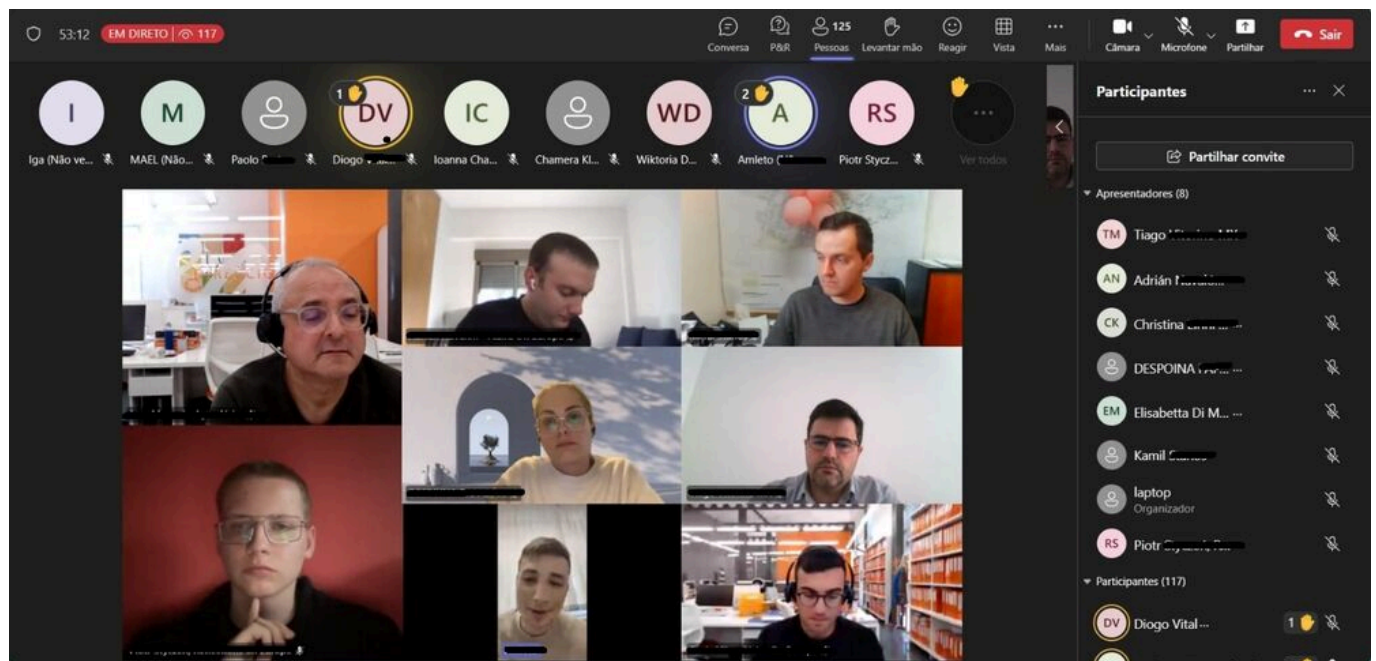 53:12 EM DIRETO 117
125
Conversa P&R Pessoas Levantar mão Reagir Vista Mais Câmara Microfone Partilhar Sair
I M 1 DV IC WD 2 A RS ...
Iga (Não ve... MAEL (Não... Paolo Diogo Ioanna Cha... Chamera Kl... Wiktoria D... Amleto Piotr Stycz... Ver todos
Participantes
Partilhar convite
Apresentadores (8)
TM Tiago
AN Adrián
CK Christina
DESPOINA
EM Elisabetta Di M... ...
Kamil
laptop
Organizador
RS Piotr
Participantes (117)
DV Diogo Vital... 1